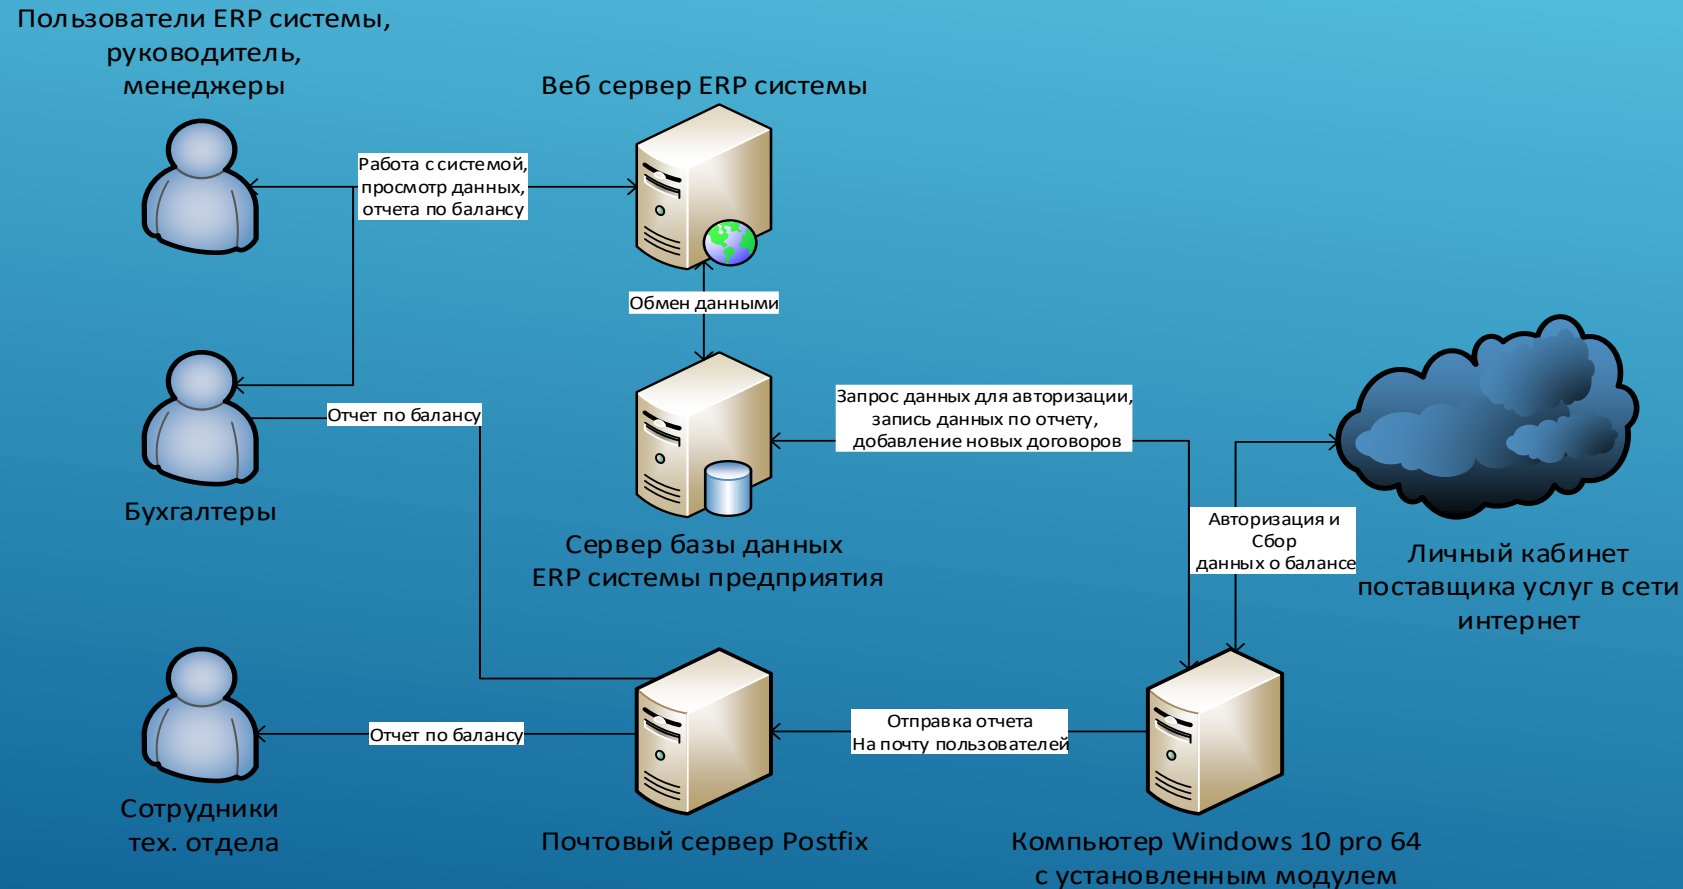 Пользователи ERP системы,
руководитель,
менеджеры
Веб сервер ERP системы
Работа с системой,
просмотр данных,
отчета по балансу
Обмен данными
Отчет по балансу
Запрос данных для авторизации,
запись данных по отчету,
добавление новых договоров
Бухгалтеры
Сервер базы данных
ERP системы предприятия
Авторизация и
Сбор
данных о балансе
Личный кабинет
поставщика услуг в сети
интернет
Отчет по балансу
Отправка отчета
На почту пользователей
Сотрудники
тех. отдела
Почтовый сервер Postfix
Компьютер Windows 10 pro 64
с установленным модулем